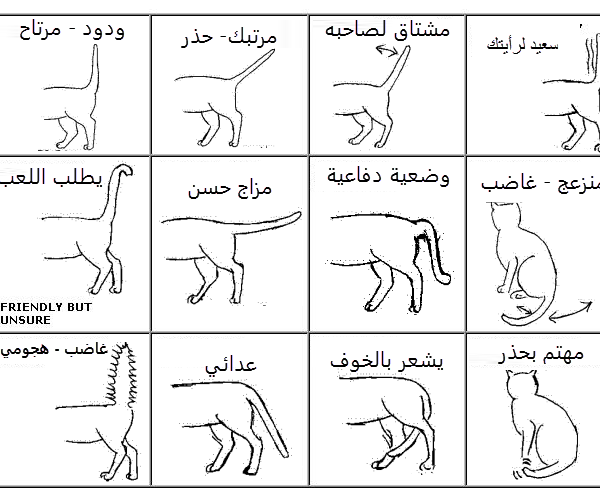 سعيد لرأيتك
مشتاق لصاحبه
مرتبك- حذر
ودود - مرتاح
منزعج - غاضب
وضعية دفاعية
مزاج حسن
يطلب اللعب
FRIENDLY BUT
UNSURE
مهتم بحذر
يشعر بالخوف
عدائي
غاضب - هجومي